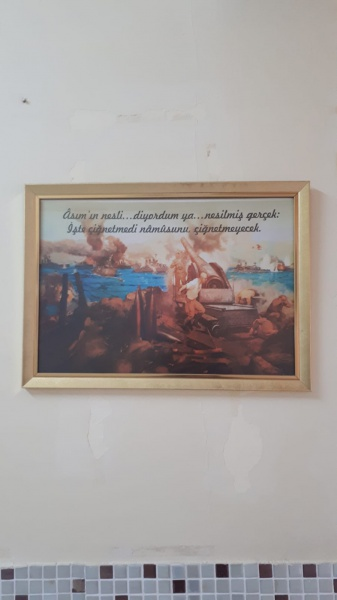 Âsım'ın nesli...diyordum ya...nesilmiş gerçek:
İşte çiğnetmedi nâmûsunu, çiğnetmeyecek.